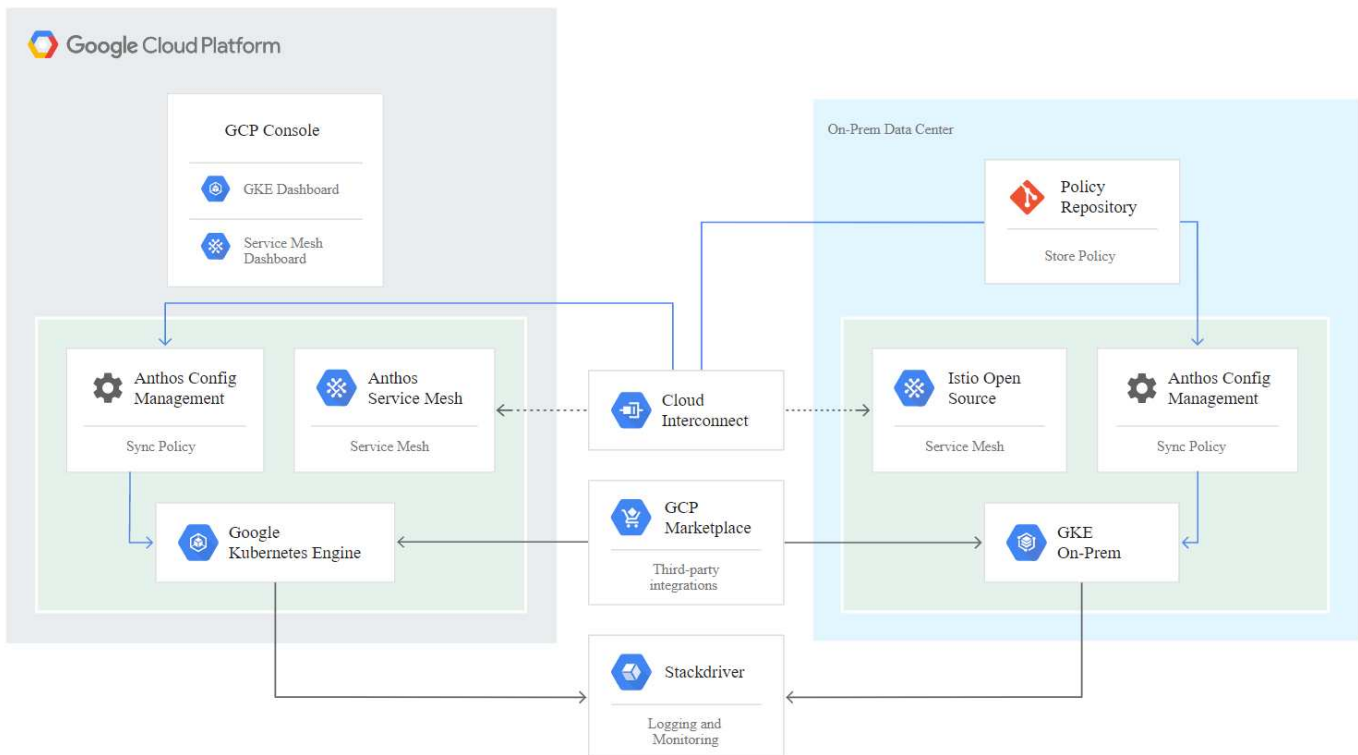 Google Cloud Platform
GCP Console
GKE Dashboard
Service Mesh
Dashboard
On-Prem Data Center
Policy
Repository
Store Policy
Anthos Config
Management
Sync Policy
Anthos
Service Mesh
Service Mesh
Cloud
Interconnect
Istio Open
Source
Service Mesh
Anthos Config
Management
Sync Policy
Google
Kubernetes Engine
GCP
Marketplace
Third-party
integrations
GKE
On-Prem
Stackdriver
Logging and
Monitoring